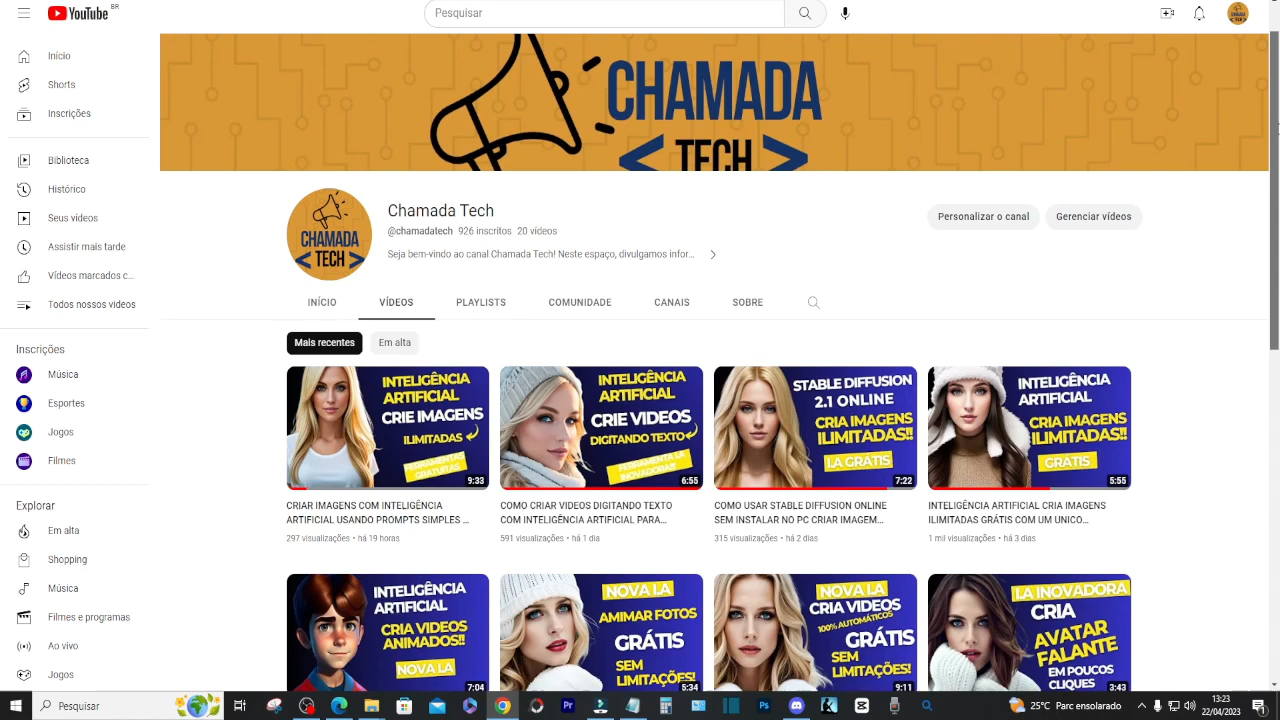 YouTube BR
Pesquisar
Início
Shorts
Inscrições
Biblioteca
Histórico
Seus vídeos
Assistir mais tarde
Vídeos marcados c...
Todos nossos videos
Inscrições
Música
Esportes
Jogos
Filmes
Explorar
Em alta
Shopping
Música
Filmes e programas
Ao vivo
Jogos
CHAMADA
< TECH >
CHAMADA
< TECH >
Chamada Tech
@chamadatech 926 inscritos 20 vídeos
Seja bem-vindo ao canal Chamada Tech! Neste espaço, divulgamos infor...
Personalizar o canal
Gerenciar vídeos
INÍCIO
VÍDEOS
PLAYLISTS
COMUNIDADE
CANAIS
SOBRE
Mais recentes
Em alta
INTELIGÊNCIA
ARTIFICIAL
CRIE IMAGENS
ILIMITADAS
FERRAMENTAS
GRATUITAS
9:33
CRIAR IMAGENS COM INTELIGÊNCIA
ARTIFICIAL USANDO PROMPTS SIMPLES ...
297 visualizações • há 19 horas
INTELIGÊNCIA
ARTIFICIAL
CRIE VIDEOS
DIGITANDO TEXTO
FERRAMENTA I.A
INOVADORA!!
6:55
COMO CRIAR VIDEOS DIGITANDO TEXTO
COM INTELIGÊNCIA ARTIFICIAL PARA...
591 visualizações • há 1 dia
STABLE DIFFUSION
2.1 ONLINE
CRIA IMAGENS
ILIMITADAS!!
I.A GRATIS
7:22
COMO USAR STABLE DIFFUSION ONLINE
SEM INSTALAR NO PC CRIAR IMAGEM...
315 visualizações • há 2 dias
INTELIGÊNCIA
ARTIFICIAL
CRIA IMAGENS
ILIMITADAS!!
GRATIS
5:55
INTELIGÊNCIA ARTIFICIAL CRIA IMAGENS
ILIMITADAS GRÁTIS COM UM UNICO...
1 mil visualizações • há 3 dias
INTELIGÊNCIA
ARTIFICIAL
CRIA VIDEOS
ANIMADOS!!
NOVA I.A
7:04
NOVA I.A
AMIMAR FOTOS
GRÁTIS
SEM
LIMITAÇÕES!
5:34
NOVA I.A
CRIA VIDEOS
100% AUTOMÁTICOS
GRÁTIS
SEM
LIMITAÇÕES!
9:11
I.A INOVADORA
CRIA
AVATAR
FALANTE
EM POUCOS
CLIQUES
3:43
Pesquisar
25°C Parc ensolarado
13:23
22/04/2023